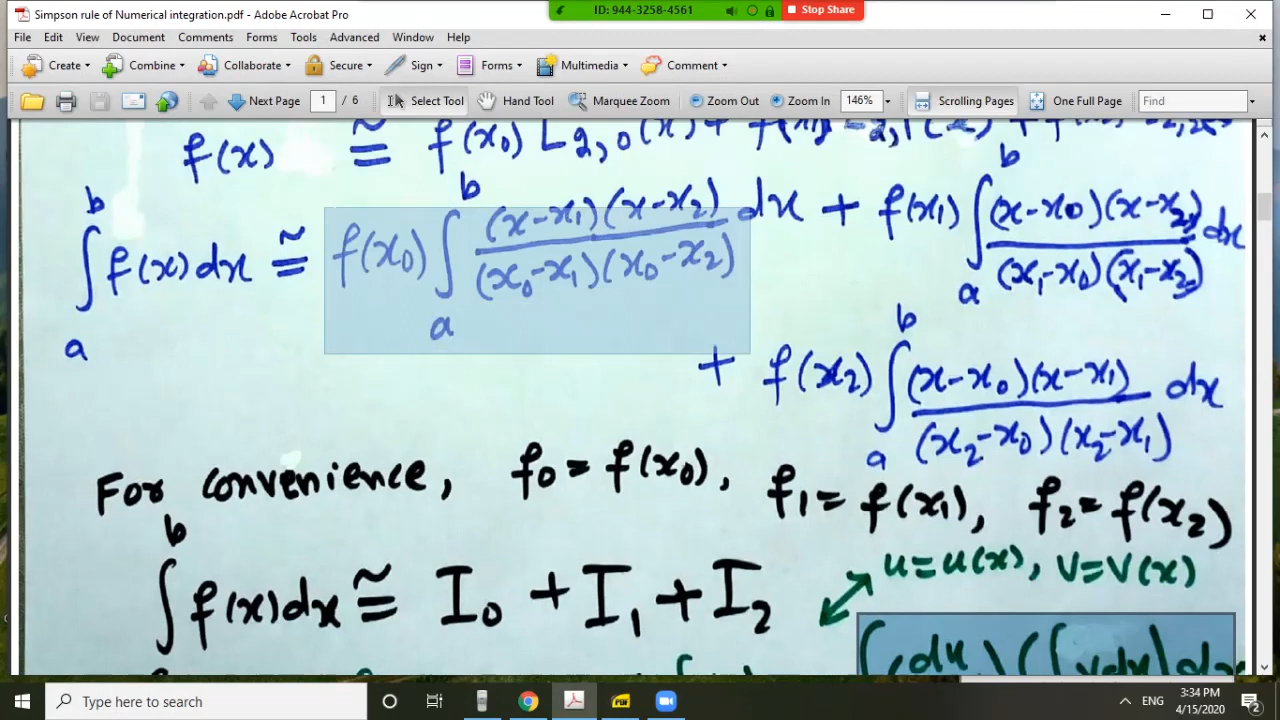 Simpson rule of Numerical integration.pdf - Adobe Acrobat Pro
ID: 944-3258-4561 Stop Share
File Edit View Document Comments Forms Tools Advanced Window Help
Create Combine Collaborate Secure Sign Forms Multimedia Comment
Next Page 1 / 6 Select Tool Hand Tool Marquee Zoom Zoom Out Zoom In 146% Scrolling Pages One Full Page Find
f(x) ≅ f(x₀) L₂,₀(x) + f(x₁) L₂,₁(x) +
∫ₐᵇ f(x)dx ≅ f(x₀) ∫ₐᵇ (x-x₁)(x-x₂)/(x₀-x₁)(x₀-x₂) dx + f(x₁) ∫ₐᵇ (x-x₀)(x-x₂)/(x₁-x₀)(x₁-x₂) dx
+ f(x₂) ∫ₐᵇ (x-x₀)(x-x₁)/(x₂-x₀)(x₂-x₁) dx
For convenience, f₀ = f(x₀), f₁ = f(x₁), f₂ = f(x₂)
u = u(x), v = v(x)
∫ᵇ f(x)dx ≅ I₀ + I₁ + I₂
Type here to search
ENG
3:34 PM
4/15/2020
2